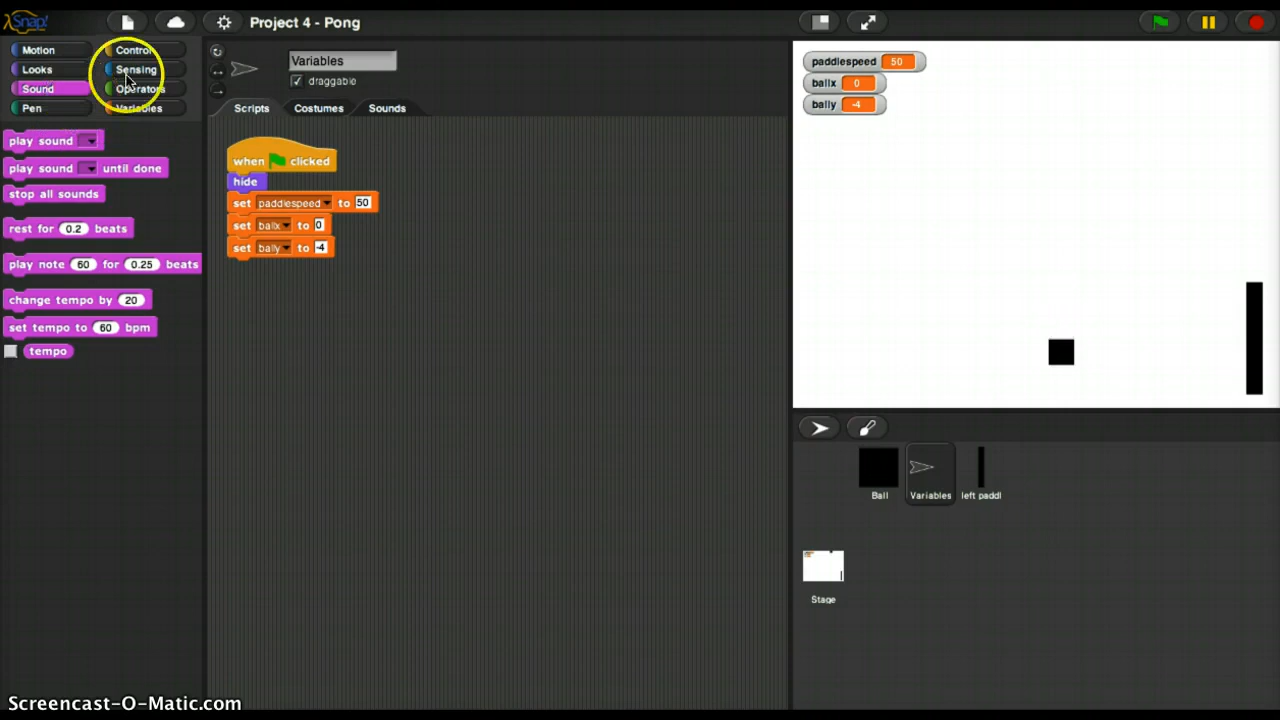 Snap!
Project 4 - Pong
Motion
Control
Looks
Sensing
Sound
Operators
Pen
Variables
Variables
draggable
Scripts
Costumes
Sounds
play sound
play sound until done
stop all sounds
rest for 0.2 beats
play note 60 for 0.25 beats
change tempo by 20
set tempo to 60 bpm
tempo
when clicked
hide
set paddlespeed to 50
set ballx to 0
set bally to -4
paddlespeed 50
ballx 0
bally -4
Ball
Variables
left paddl
Stage
Screencast-O-Matic.com